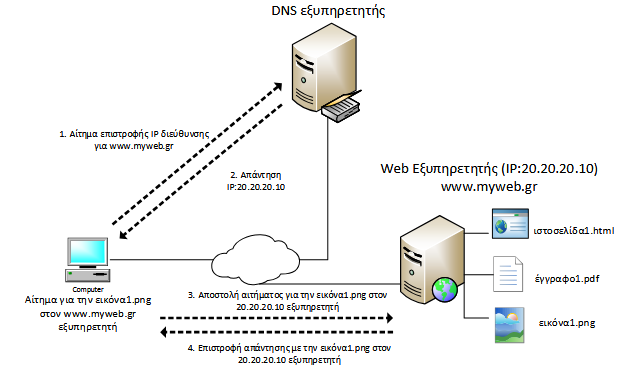 DNS εξυπηρετητής
1. Αίτημα επιστροφής IP διεύθυνσης
για www.myweb.gr
2. Απάντηση
IP:20.20.20.10
Web Εξυπηρετητής (IP:20.20.20.10)
www.myweb.gr
ιστοσελίδα1.html
έγγραφο1.pdf
εικόνα1.png
Computer
Αίτημα για την εικόνα1.png
στον www.myweb.gr
εξυπηρετητή
3. Αποστολή αιτήματος για την εικόνα1.png στον
20.20.20.10 εξυπηρετητή
4. Επιστροφή απάντησης με την εικόνα1.png στον
20.20.20.10 εξυπηρετητή